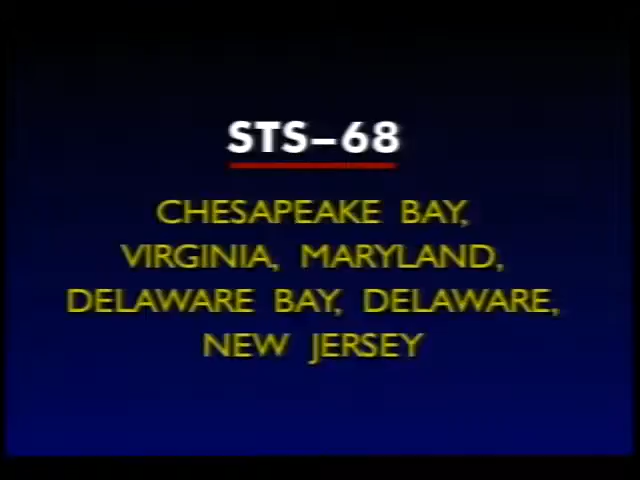 STS-68
CHESAPEAKE BAY,
VIRGINIA, MARYLAND,
DELAWARE BAY, DELAWARE,
NEW JERSEY